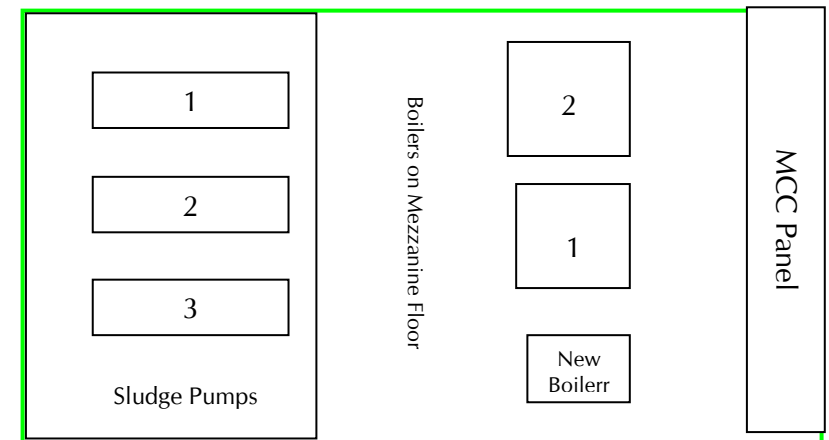 1
2
3
Sludge Pumps
Boilers on Mezzanine Floor
2
1
New
Boilerr
MCC Panel